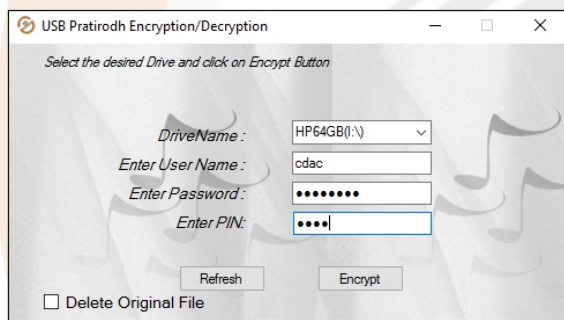 USB Pratirodh Encryption/Decryption
Select the desired Drive and click on Encrypt Button
DriveName : HP64GB(I:\)
Enter User Name : cdac
Enter Password : ••••••••
Enter PIN: ••••
Refresh Encrypt
Delete Original File